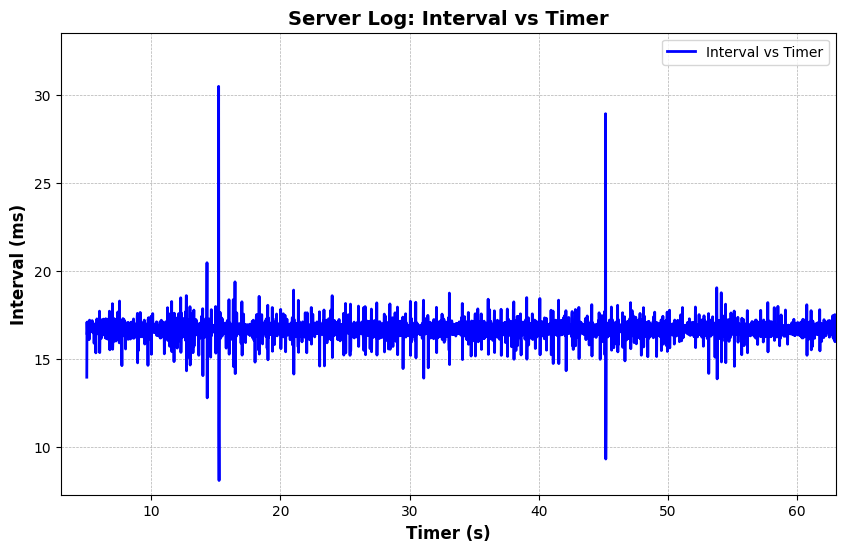 Server Log: Interval vs Timer
Interval vs Timer
30
25
20
15
10
Interval (ms)
10 20 30 40 50 60
Timer (s)